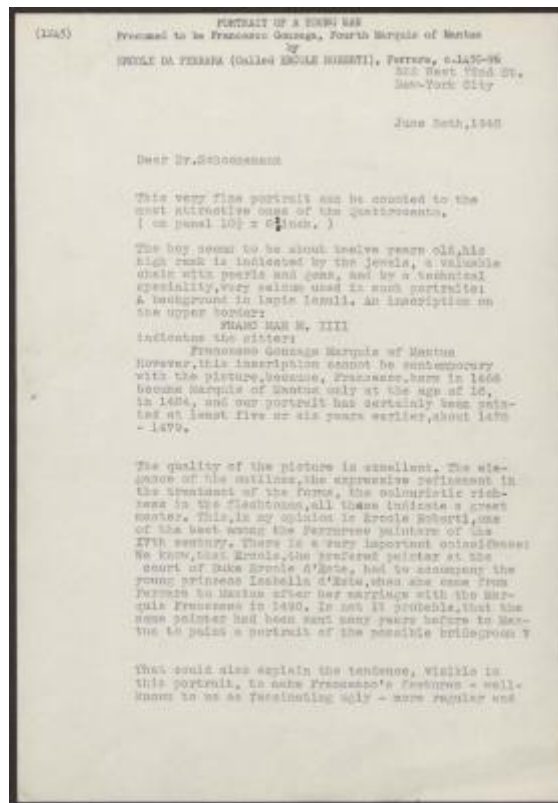 PORTRAIT OF A YOUNG MAN
(1245) Presumed to be Francesco Gonzaga, Fourth Marquis of Mantua
by
ERCOLE DA FERRARA (Called ERCOLE ROBERTI), Ferrara, c.1450-96
West 72nd St.
New-York City
June
Dear Dr.Schoenemann
This very fine portrait can be counted to the
most attractive ones of the Quattrocento.
( on panel 10½ x inch. )
The boy seems to be about twelve years old,his
high rank is indicated by the jewels, a valuable
chain with pearls and gems, and by a technical
speciality,very seldom used in such portraits:
A background in lapis lazuli. An inscription on
the upper border:
FRANC MAR M. IIII
indicates the sitter:
Francesco Gonzaga Marquis of Mantua
However,this inscription cannot be contemporary
with the picture,because, Francesco,born in 1466
became Marquis of Mantua only at the age of 18,
in 1484, and our portrait has certainly been pain-
ted at least five or six years earlier,about 1478
- 1479.
The quality of the picture is excellent. The ele-
gance of the outlines,the expressive refinement in
the treatment of the forms, the colouristic rich-
ness in the fleshtones,all these indicate a great
master. This,in my opinion is Ercole Roberti,one
of the best among the Ferrarese painters of the
XVth century. There is a very important coincidence:
We know,that Ercole,the prefered painter at the
court of Duke Ercole d'Este, had to accompany the
young princess Isabella d'Este,when she came from
Ferrara to Mantua after her marriage with the Mar-
quis Francesco in 1490. Is not it probable,that the
same painter had been sent many years before to Man-
tua to paint a portrait of the possible bridegroom ?
That could also explain the tendence, visible in
this portrait, to make Francesco's features - well-
known to us as fascinating ugly - more regular and